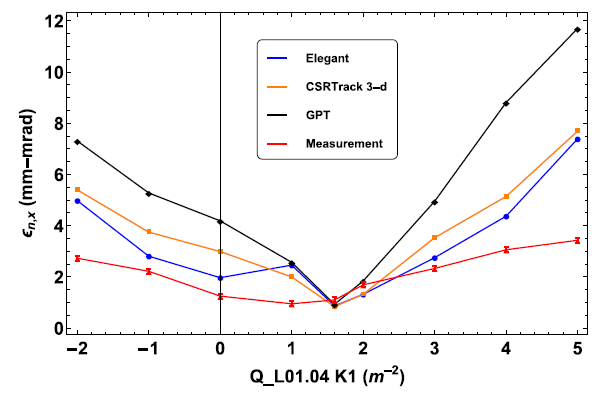 12
10
8
6
4
2
0
ϵn,x (mm–mrad)
Elegant
CSRTrack 3–d
GPT
Measurement
−2 −1 0 1 2 3 4 5
Q_L01.04 K1 (m⁻²)